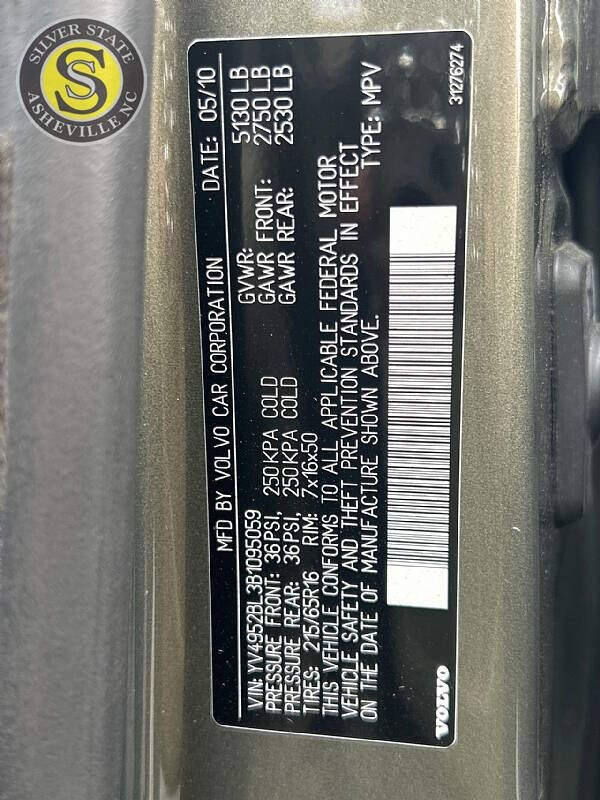 SILVER STATE
S
ASHEVILLE NC
MFD BY VOLVO CAR CORPORATION DATE: 05/10
GVWR: 5130 LB
VIN: YV4952BL3B1095059 GAWR FRONT: 2750 LB
PRESSURE FRONT: 36PSI, 250KPA COLD GAWR REAR: 2530 LB
PRESSURE REAR: 36PSI, 250KPA COLD
TIRES: 215/65R16 RIM: 7x16x50
THIS VEHICLE CONFORMS TO ALL APPLICABLE FEDERAL MOTOR
VEHICLE SAFETY AND THEFT PREVENTION STANDARDS IN EFFECT
ON THE DATE OF MANUFACTURE SHOWN ABOVE. TYPE: MPV
VOLVO
31276274